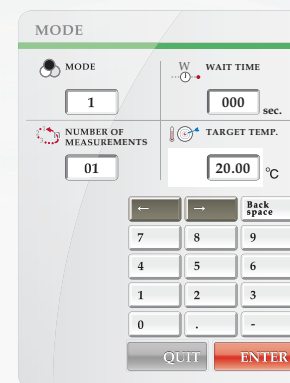 MODE
MODE
W WAIT TIME
1
000 sec.
NUMBER OF
MEASUREMENTS
TARGET TEMP.
01
20.00 ℃
← → Back
space
7 8 9
4 5 6
1 2 3
0 . -
QUIT ENTER